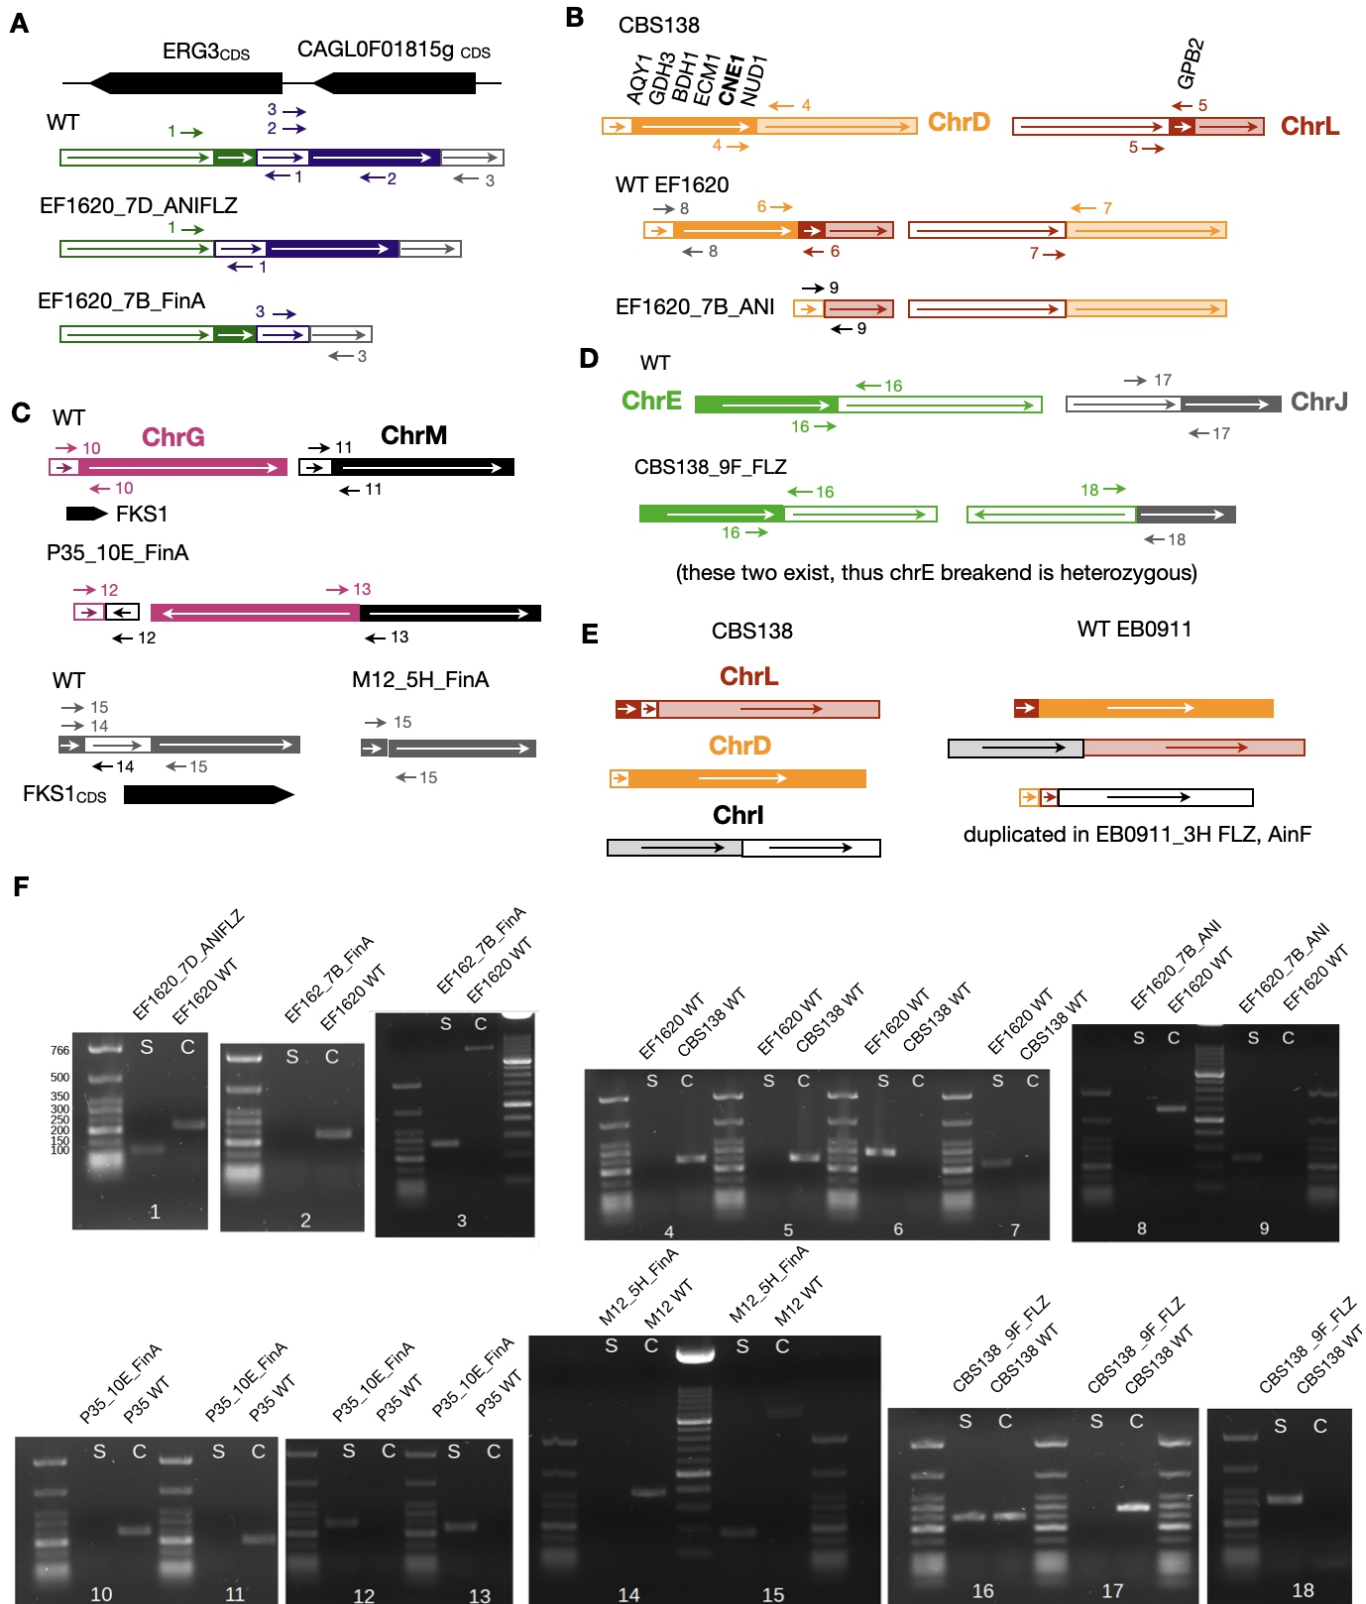 A
ERG3CDS
CAGL0F01815g CDS
3
2
1
WT
1
2
3
EF1620_7D_ANIFLZ
1
1
EF1620_7B_FinA
3
3
B
CBS138
AQY1
GDH3
BDH1
ECM1
CNE1
NUD1
GPB2
4
5
ChrD
ChrL
4
5
WT EF1620
8
6
7
8
6
7
EF1620_7B_ANI
9
9
C
WT
ChrG
ChrM
10
11
10
11
FKS1
P35_10E_FinA
12
13
12
13
WT
M12_5H_FinA
15
14
15
14
15
15
FKS1CDS
D
WT
ChrE
16
17
ChrJ
16
17
CBS138_9F_FLZ
16
18
16
18
(these two exist, thus chrE breakend is heterozygous)
E
CBS138
WT EB0911
ChrL
ChrD
ChrI
duplicated in EB0911_3H FLZ, AinF
F
EF1620_7D_ANIFLZ
EF1620 WT
EF162_7B_FinA
EF1620 WT
EF162_7B_FinA
EF1620 WT
EF1620 WT
CBS138 WT
EF1620 WT
CBS138 WT
EF1620 WT
CBS138 WT
EF1620 WT
CBS138 WT
EF1620_7B_ANI
EF1620 WT
EF1620_7B_ANI
EF1620 WT
766
500
350
300
250
200
150
100
S C
S C
S C
S C
S C
S C
S C
S C
S C
1
2
3
4
5
6
7
8
9
P35_10E_FinA
P35 WT
P35_10E_FinA
P35 WT
P35_10E_FinA
P35 WT
P35_10E_FinA
P35 WT
M12_5H_FinA
M12 WT
M12_5H_FinA
M12 WT
CBS138_9F_FLZ
CBS138 WT
CBS138_9F_FLZ
CBS138 WT
CBS138_9F_FLZ
CBS138 WT
S C
S C
S C
S C
S C
S C
S C
S C
S C
10
11
12
13
14
15
16
17
18